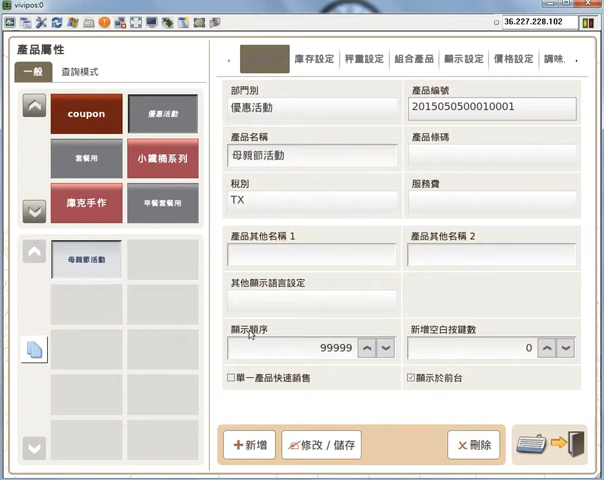 vivipos:0
36.227.228.102
產品屬性
一般
查詢模式
coupon
優惠活動
套餐用
小鐵桶系列
摩克手作
早餐套餐用
母親節活動
庫存設定
秤重設定
組合產品
顯示設定
價格設定
調味
部門別
優惠活動
產品編號
2015050500010001
產品名稱
母親節活動
產品條碼
稅別
TX
服務費
產品其他名稱 1
產品其他名稱 2
其他顯示語言設定
顯示順序
99999
新增空白按鍵數
0
單一產品快速銷售
顯示於前台
新增
修改 / 儲存
刪除